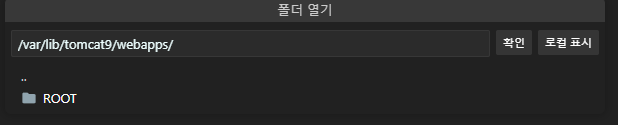 폴더 열기
/var/lib/tomcat9/webapps/ 확인 로컬 표시
..
ROOT